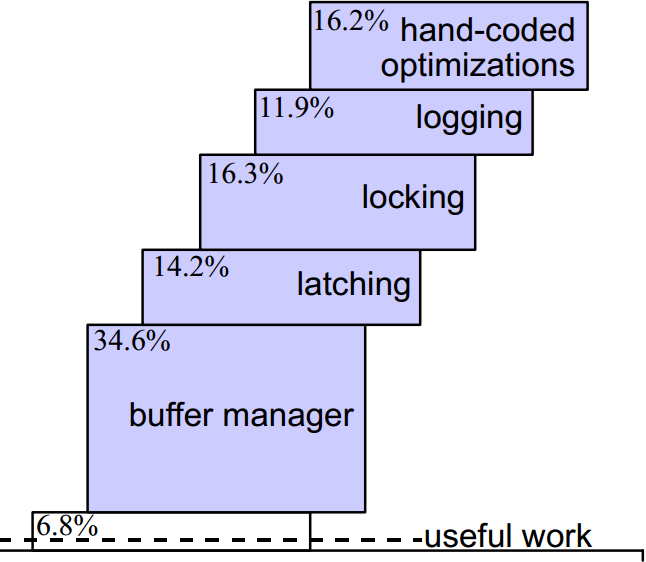 16.2% hand-coded
optimizations
11.9% logging
16.3%
locking
14.2%
latching
34.6%
buffer manager
6.8%
useful work